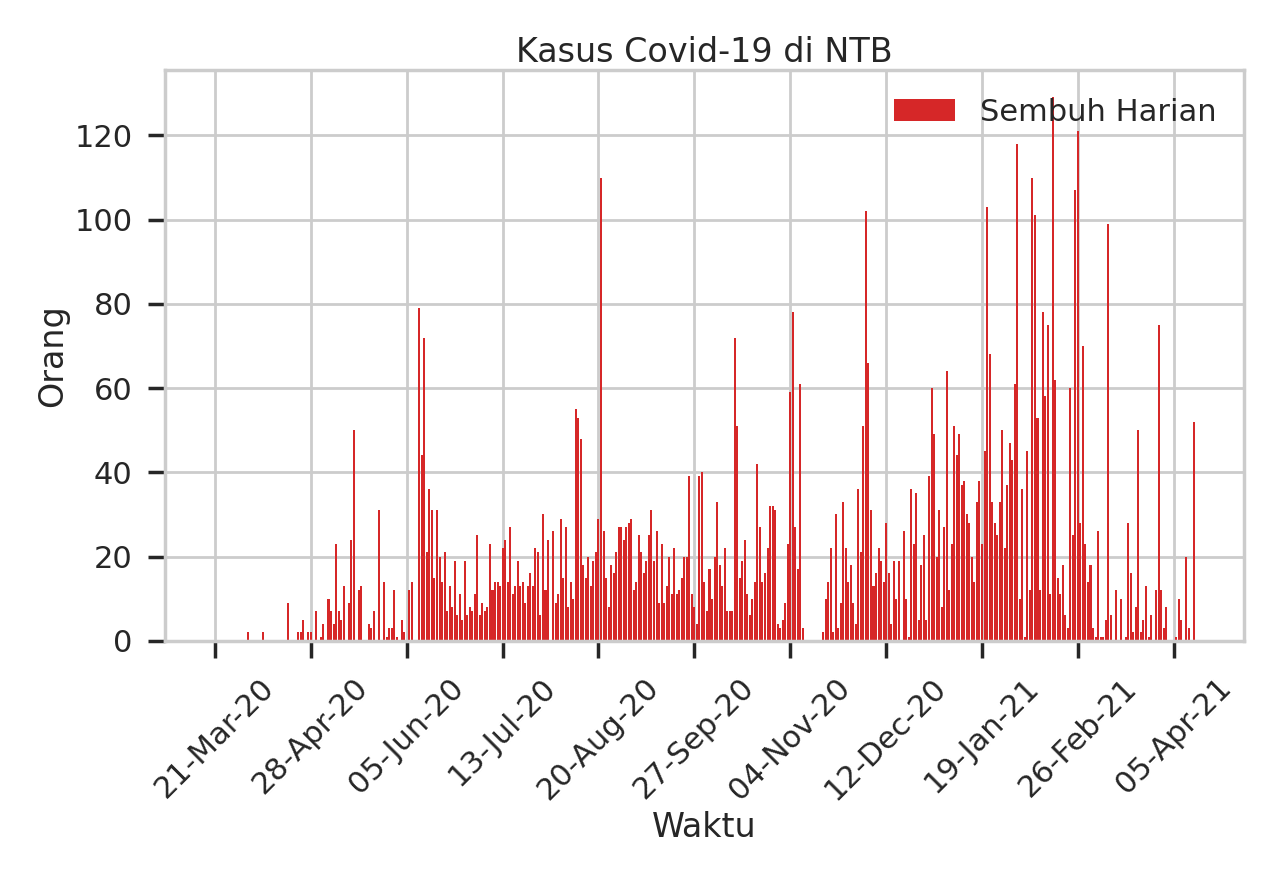 Kasus Covid-19 di NTB
Sembuh Harian
Orang
120
100
80
60
40
20
0
21-Mar-20
28-Apr-20
05-Jun-20
13-Jul-20
20-Aug-20
27-Sep-20
04-Nov-20
12-Dec-20
19-Jan-21
26-Feb-21
05-Apr-21
Waktu